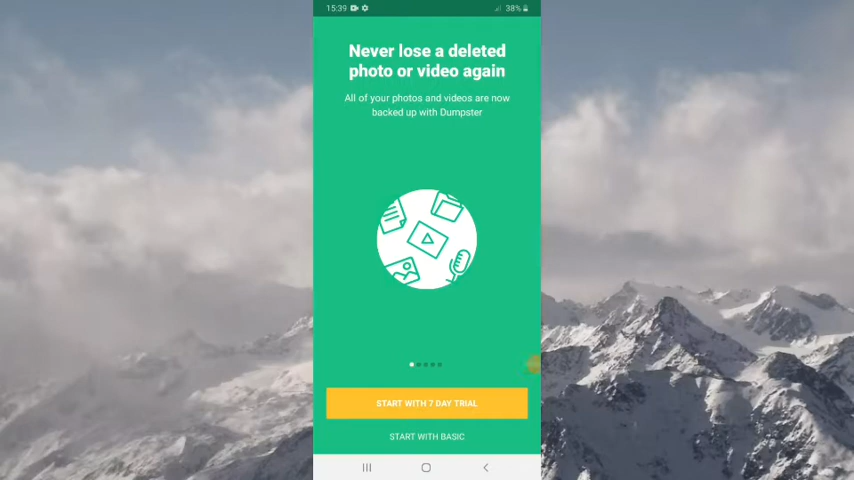 15:39
38%
Never lose a deleted
photo or video again
All of your photos and videos are now
backed up with Dumpster
START WITH 7 DAY TRIAL
START WITH BASIC